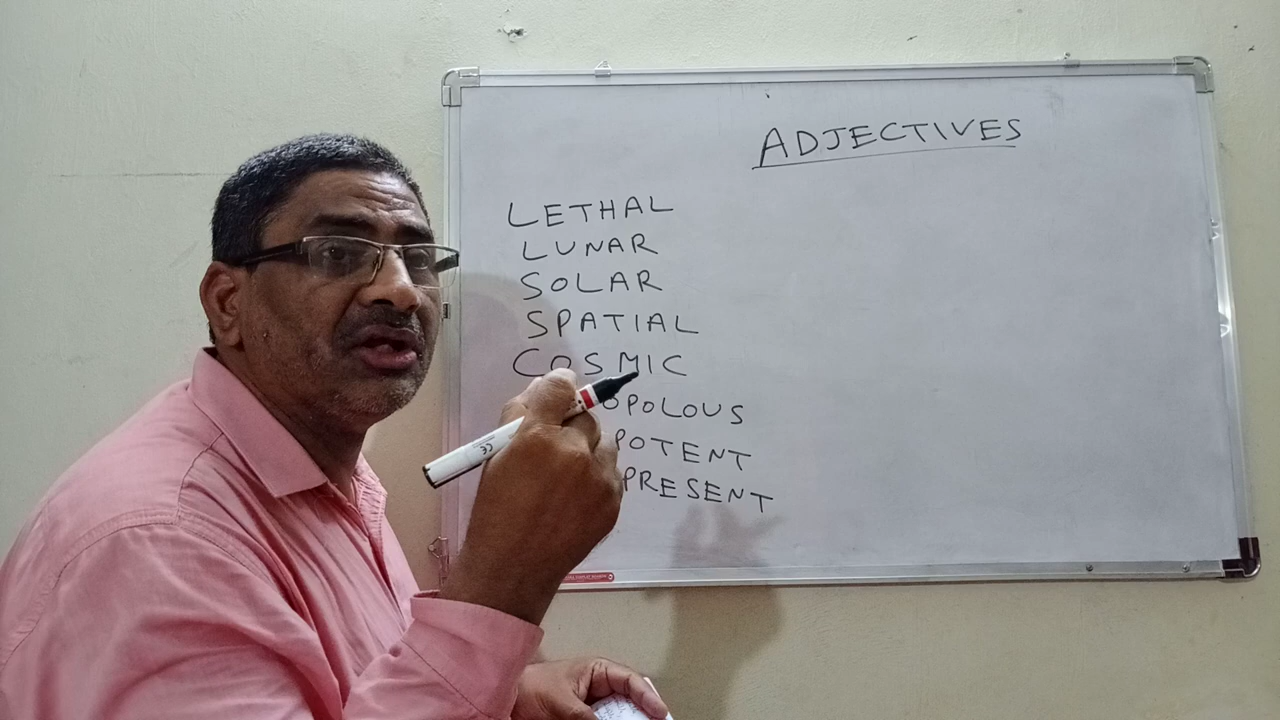 ADJECTIVES
LETHAL
LUNAR
SOLAR
SPATIAL
COSMIC
OPOLOUS
POTENT
PRESENT